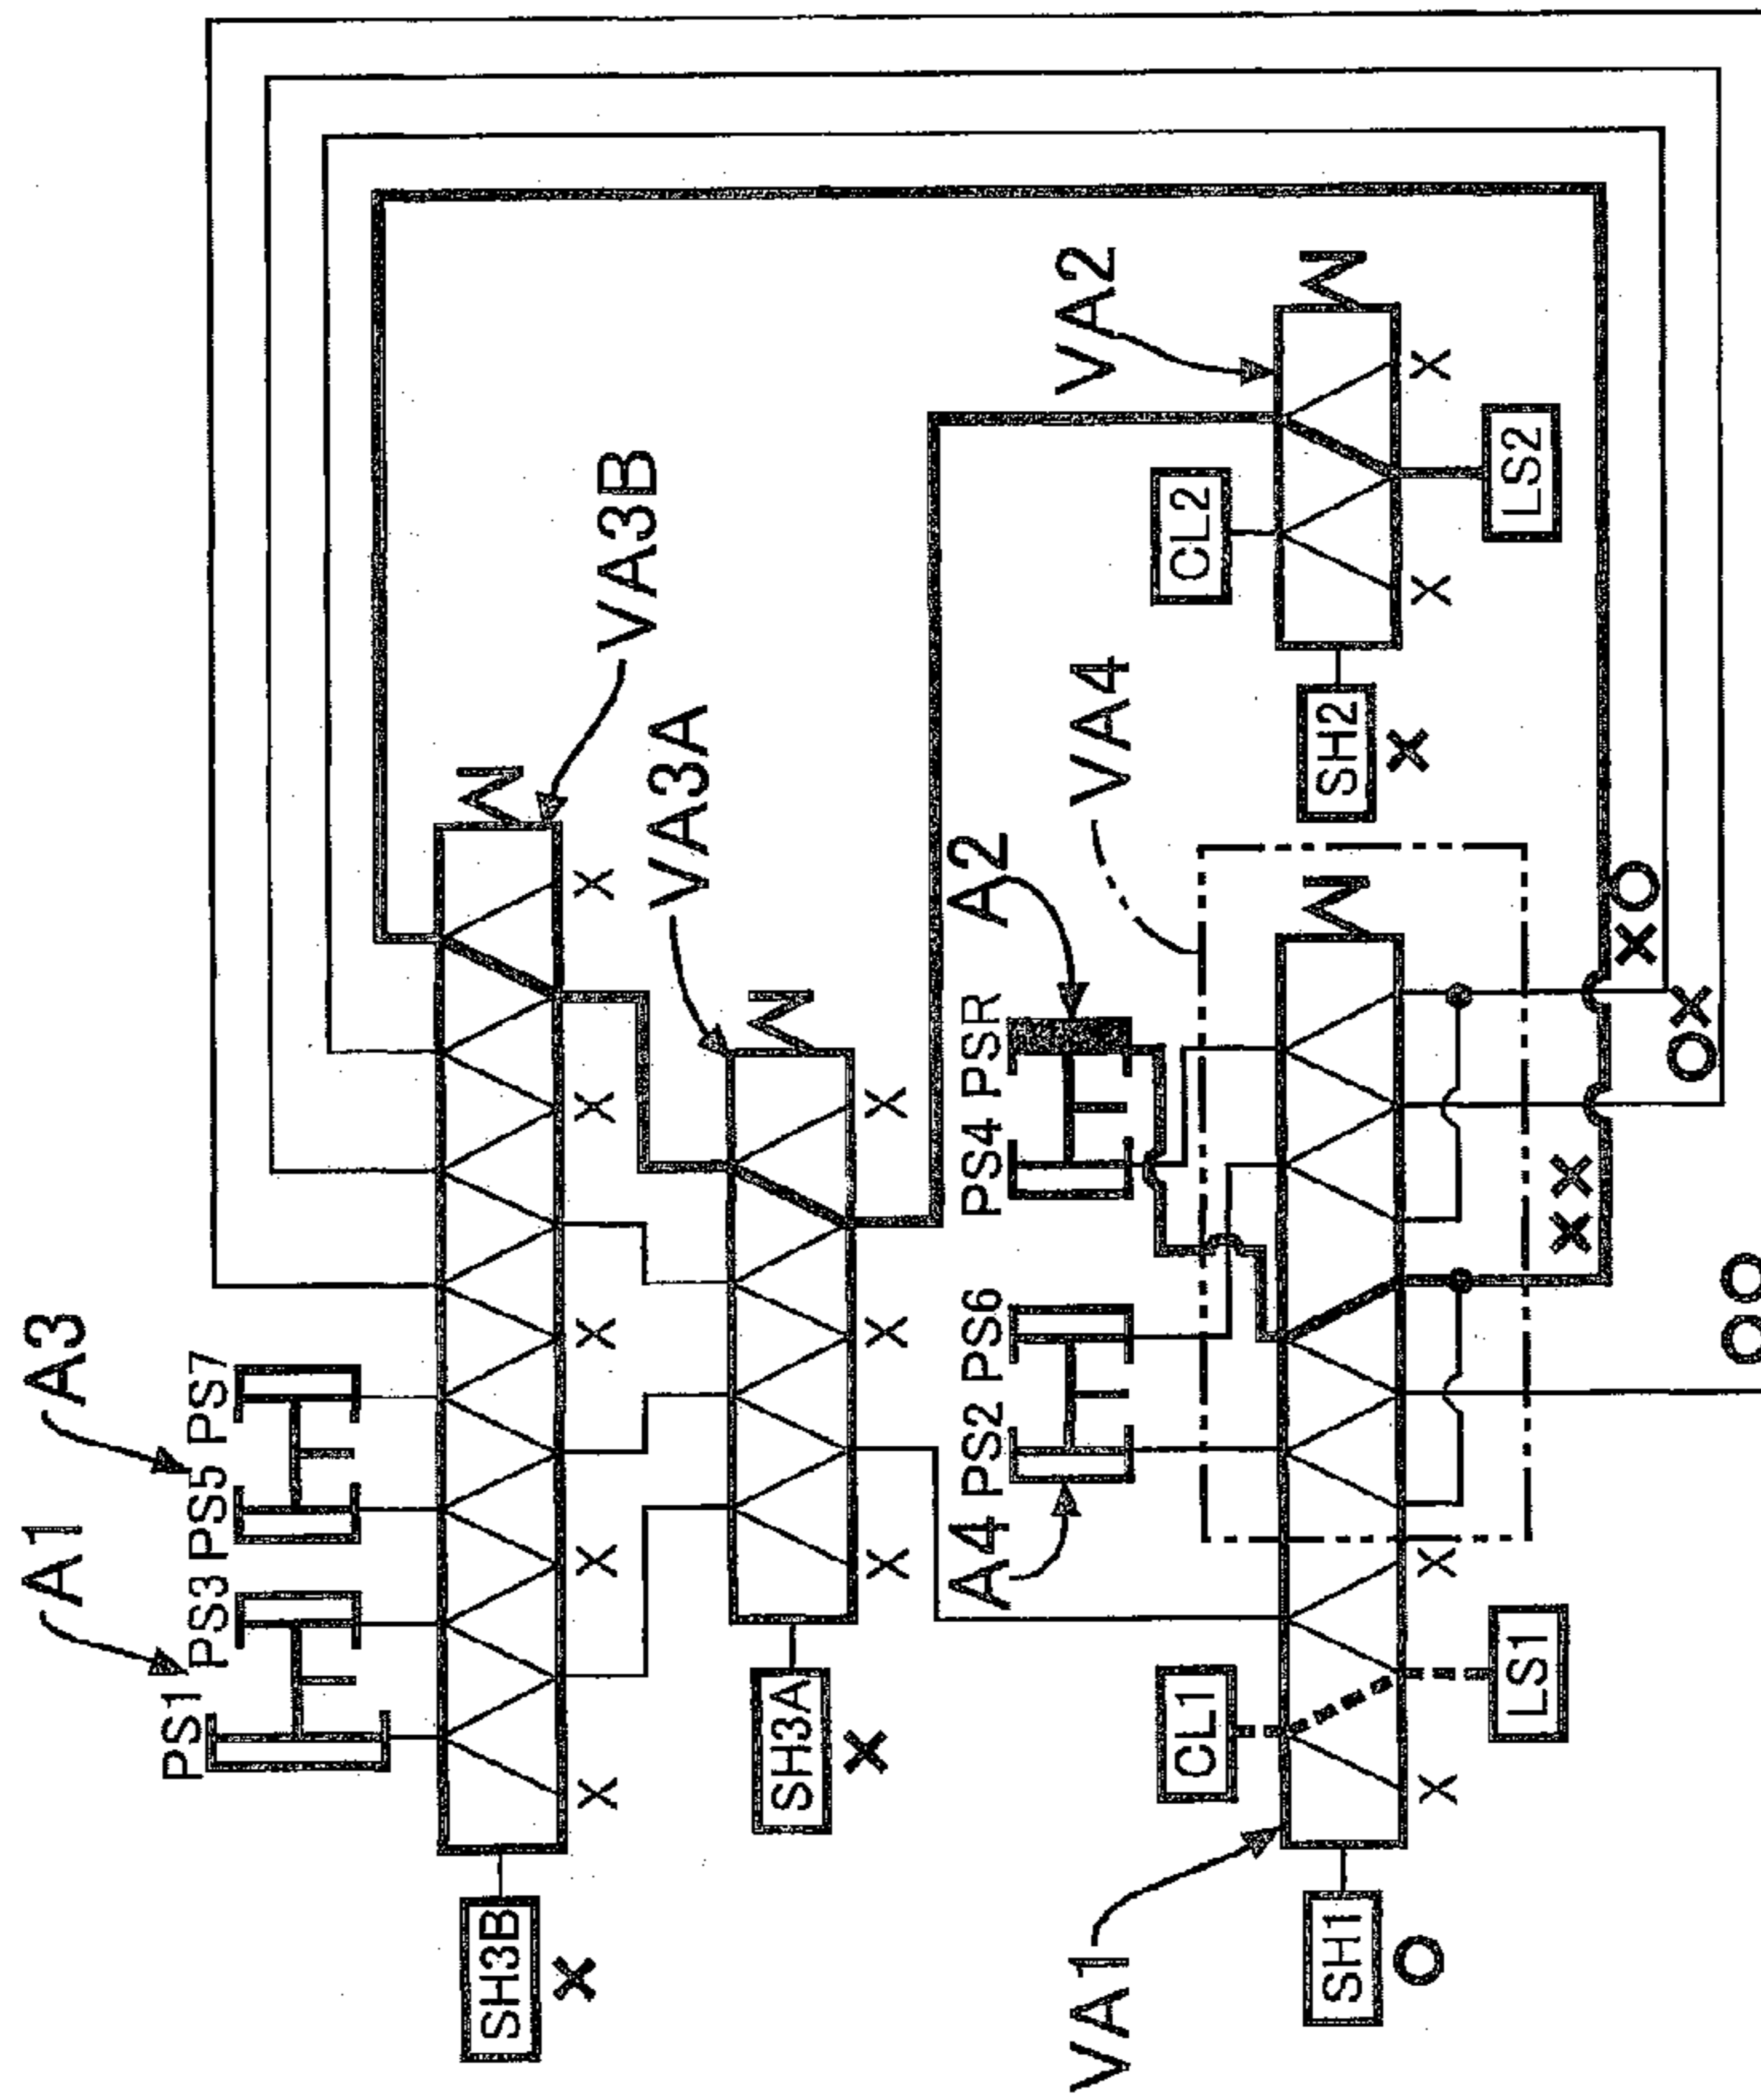 A1 A3
PS1 PS3 PS5 PS7
SH3B
× X X X X X
VA3B
VA3A
SH3A
× X X X
A4 PS2 PS6 PS4 PSR A2
VA1 VA4 VA2
CL1 CL2
SH1 SH2
○ X X × X X
LS1 LS2
××
×○
○×
○○